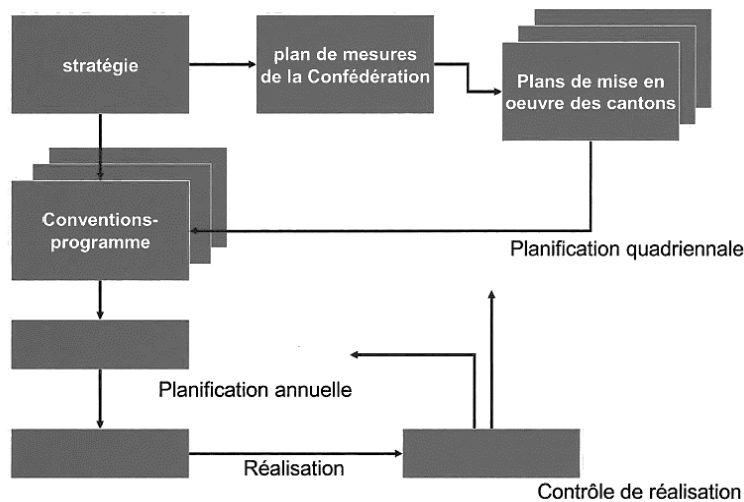 stratégie
plan de mesures
de la Confédération
Plans de mise en
oeuvre des cantons
Conventions-
programme
Planification quadriennale
Planification annuelle
Réalisation
Contrôle de réalisation